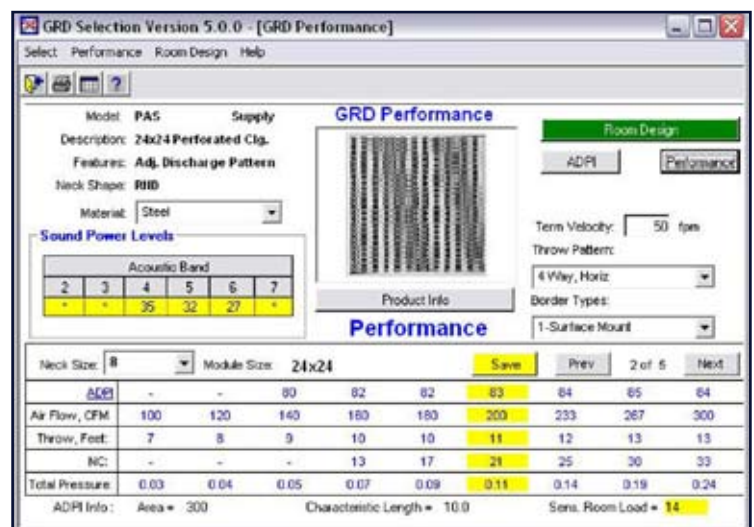 GRD Selection Version 5.0.0 - [GRD Performance]
Select Performance Room Design Help
Model: PAS Supply
Description: 24x24 Perforated Clg.
Features: Adj. Discharge Pattern
Neck Shape: RND
Material: Steel
Sound Power Levels
Acoustic Band
2 3 4 5 6 7
* * 35 32 27 *
GRD Performance
Product Info
Performance
Room Design
ADPI Performance
Term Velocity: 50 fpm
Throw Pattern:
4 Way, Horiz
Border Types:
1-Surface Mount
Neck Size: 8 Module Size: 24x24 Save Prev 2 of 6 Next
ADPI - - 80 82 82 83 84 85 84
Air Flow, CFM: 100 120 140 160 180 200 233 267 300
Throw, Feet: 7 8 9 10 10 11 12 13 13
NC: - - - 13 17 21 25 30 33
Total Pressure: 0.03 0.04 0.05 0.07 0.09 0.11 0.14 0.19 0.24
ADPI Info: Area = 300 Characteristic Length = 10.0 Sens. Room Load = 14